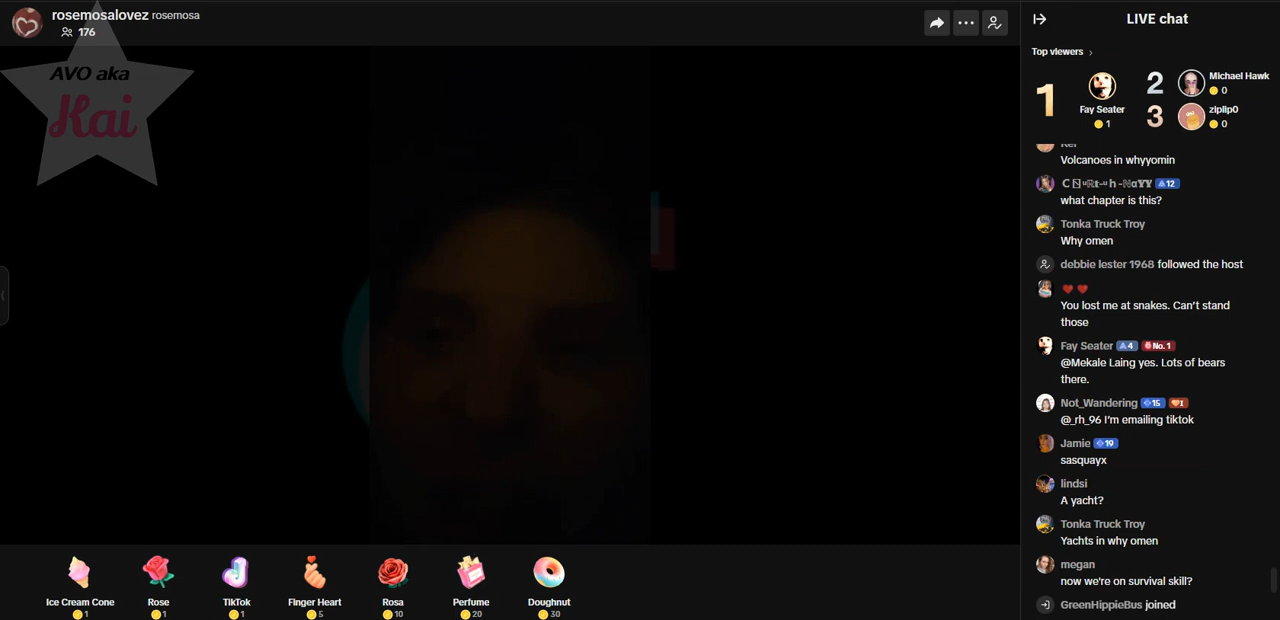 rosemosalovez rosemosa
176
AVO aka
Kai
LIVE chat
Top viewers >
1
Fay Seater
1
2
Michael Hawk
0
3
ziplip0
0
Volcanoes in whyyomin
12
what chapter is this?
Tonka Truck Troy
Why omen
debbie lester 1968 followed the host
You lost me at snakes. Can't stand
those
Fay Seater 4 No. 1
@Mekale Laing yes. Lots of bears
there.
Not_Wandering 15 I
@_rh_96 I'm emailing tiktok
Jamie 19
sasquayx
lindsi
A yacht?
Tonka Truck Troy
Yachts in why omen
megan
now we're on survival skill?
GreenHippieBus joined
Ice Cream Cone
1
Rose
1
TikTok
1
Finger Heart
5
Rosa
10
Perfume
20
Doughnut
30